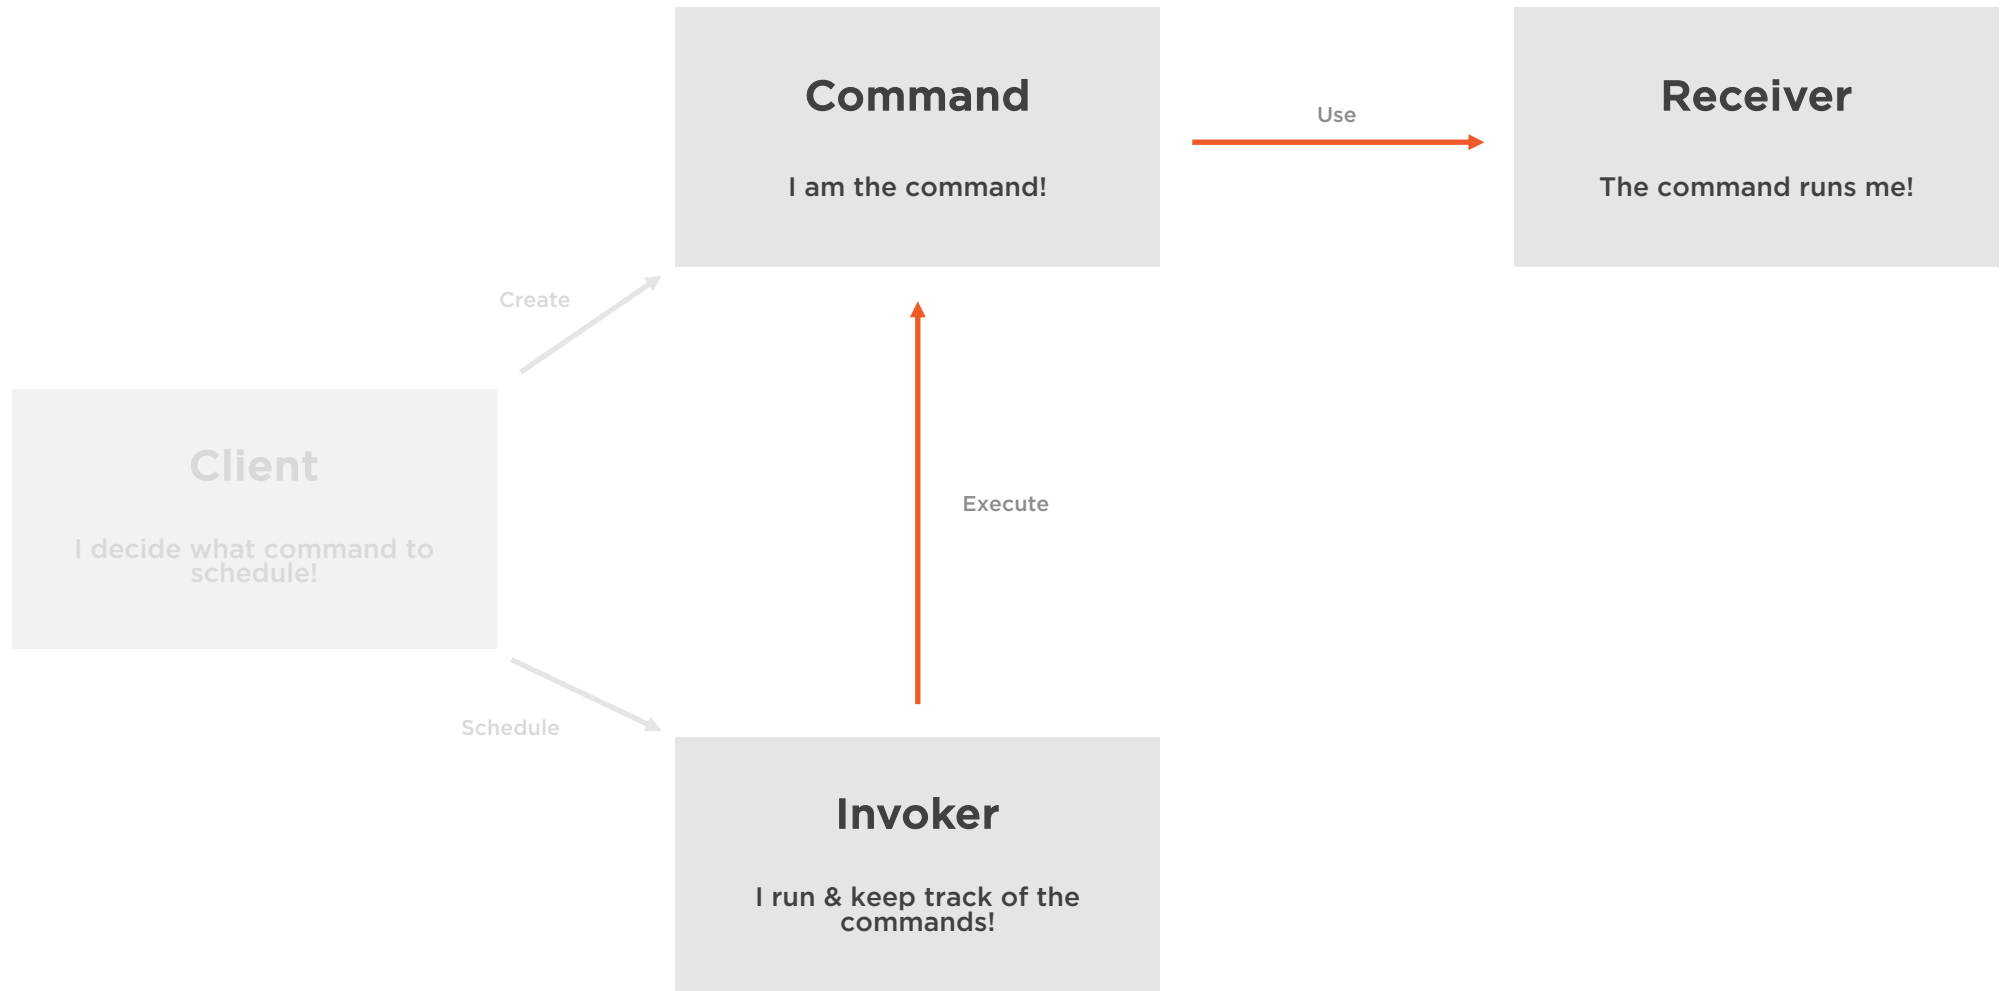 Command
I am the command!
Use
Receiver
The command runs me!
Create
Client
I decide what command to
schedule!
Execute
Schedule
Invoker
I run & keep track of the
commands!